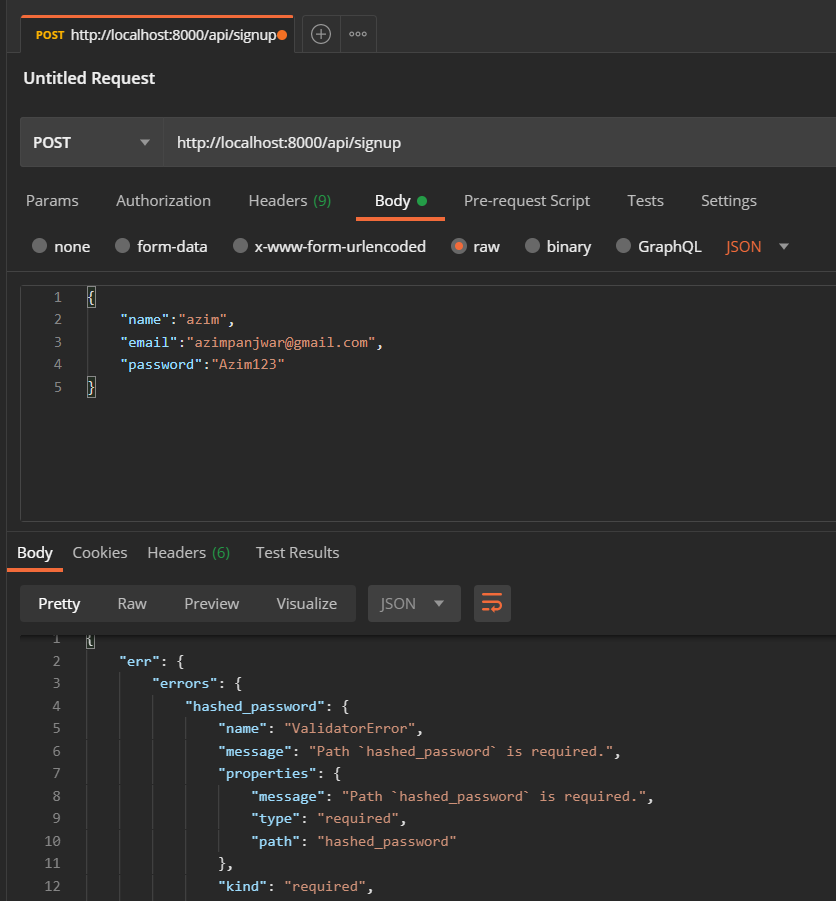 POST http://localhost:8000/api/signup
Untitled Request
POST http://localhost:8000/api/signup
Params Authorization Headers (9) Body Pre-request Script Tests Settings
none form-data x-www-form-urlencoded raw binary GraphQL JSON
1 {
2 "name":"azim",
3 "email":"azimpanjwar@gmail.com",
4 "password":"Azim123"
5 }
Body Cookies Headers (6) Test Results
Pretty Raw Preview Visualize JSON
1 {
2 "err": {
3 "errors": {
4 "hashed_password": {
5 "name": "ValidatorError",
6 "message": "Path `hashed_password` is required.",
7 "properties": {
8 "message": "Path `hashed_password` is required.",
9 "type": "required",
10 "path": "hashed_password"
11 },
12 "kind": "required",